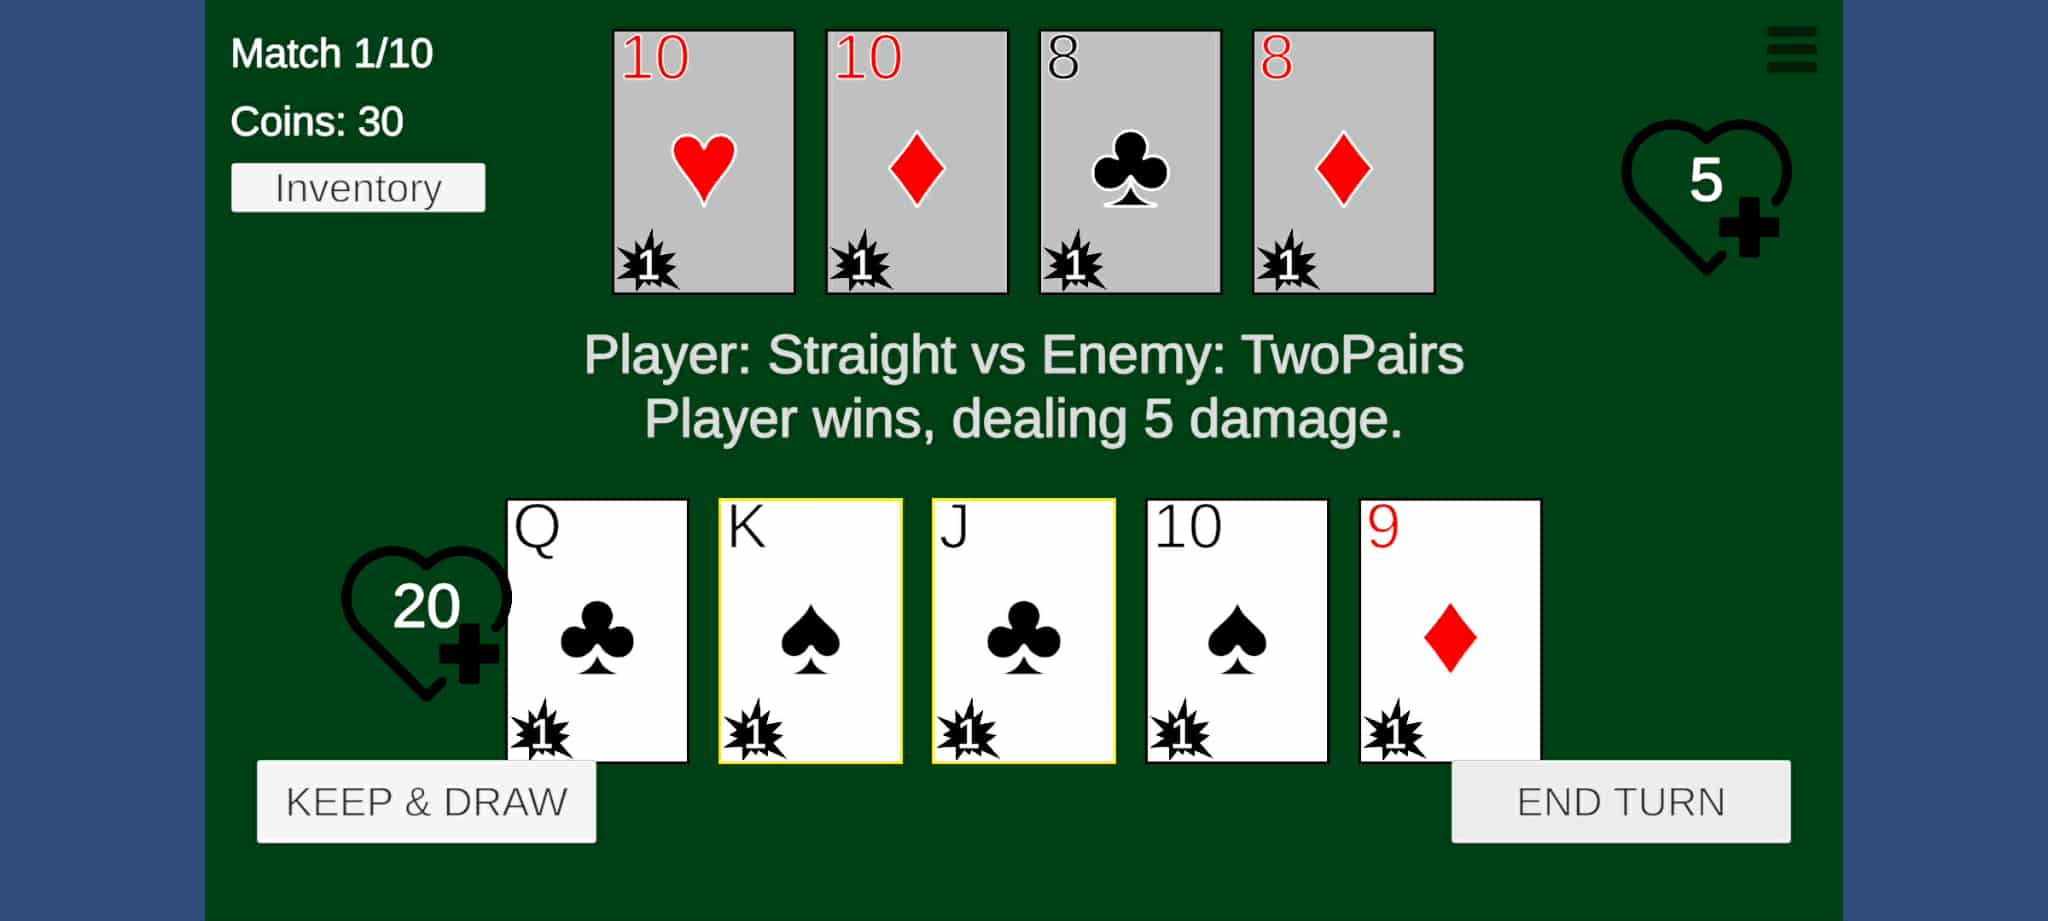 Match 1/10
Coins: 30
Inventory
10 10 8 8
1 1 1 1
5
Player: Straight vs Enemy: TwoPairs
Player wins, dealing 5 damage.
Q K J 10 9
20
1 1 1 1 1
KEEP & DRAW
END TURN